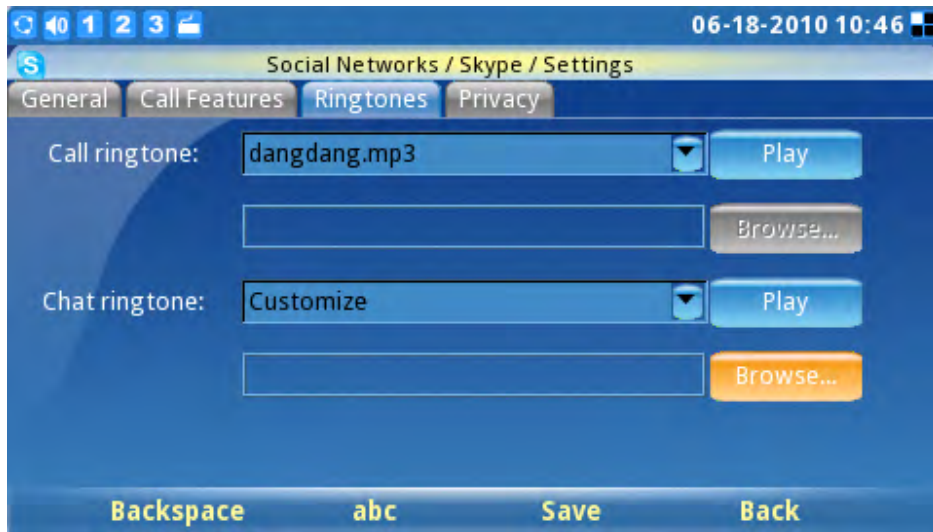 1 2 3 06-18-2010 10:46
S Social Networks / Skype / Settings
General Call Features Ringtones Privacy
Call ringtone: dangdang.mp3 Play
Browse...
Chat ringtone: Customize Play
Browse...
Backspace abc Save Back